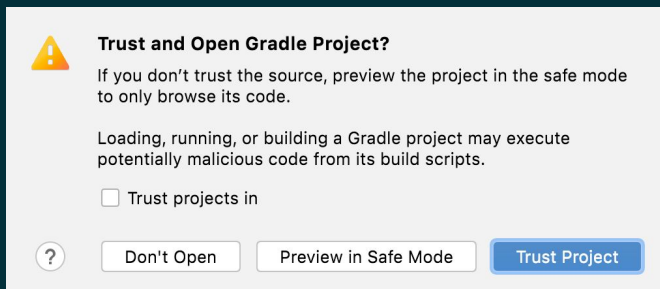 Trust and Open Gradle Project?
If you don't trust the source, preview the project in the safe mode
to only browse its code.
Loading, running, or building a Gradle project may execute
potentially malicious code from its build scripts.
Trust projects in
? Don't Open Preview in Safe Mode Trust Project